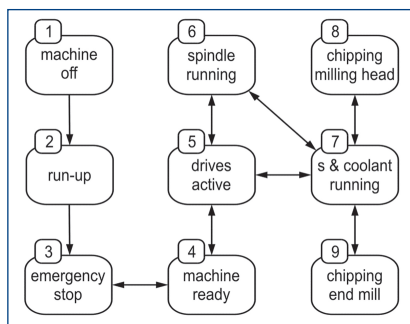 1
machine
off
2
run-up
3
emergency
stop
6
spindle
running
5
drives
active
4
machine
ready
8
chipping
milling head
7
s & coolant
running
9
chipping
end mill